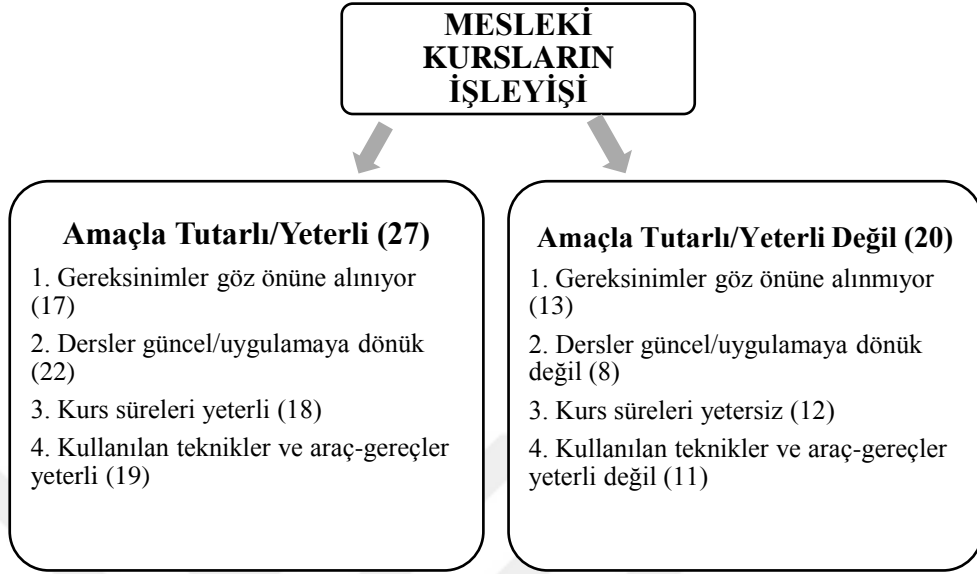 MESLEKİ
KURSLARIN
İŞLEYİŞİ
Amaçla Tutarlı/Yeterli (27)
1. Gereksinimler göz önüne alınıyor
(17)
2. Dersler güncel/uygulamaya dönük
(22)
3. Kurs süreleri yeterli (18)
4. Kullanılan teknikler ve araç-gereçler
yeterli (19)
Amaçla Tutarlı/Yeterli Değil (20)
1. Gereksinimler göz önüne alınmıyor
(13)
2. Dersler güncel/uygulamaya dönük
değil (8)
3. Kurs süreleri yetersiz (12)
4. Kullanılan teknikler ve araç-gereçler
yeterli değil (11)